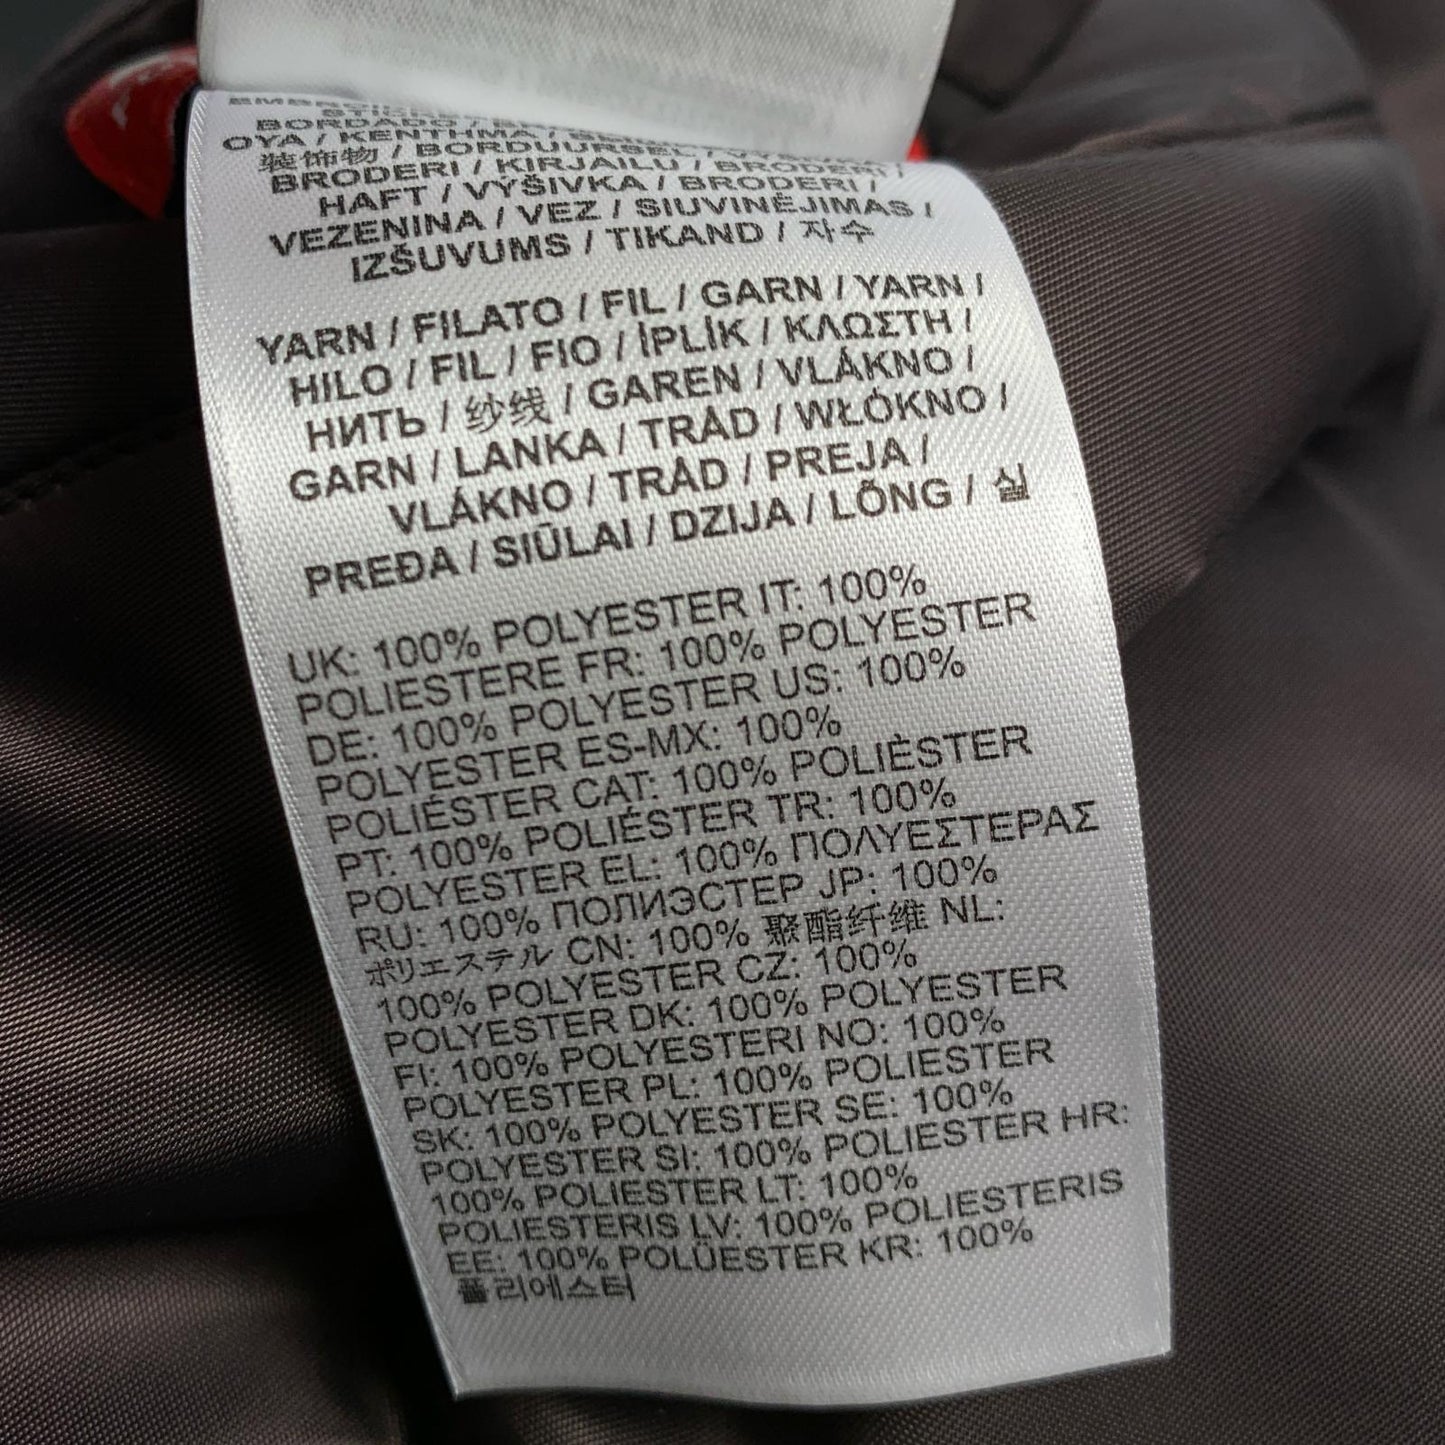 BORDADO /
OYA / KENTHMA /
装饰物 / BORDUURSEL /
BRODERI / KIRJAILU / BRODERI /
HAFT / VÝŠIVKA / BRODERI /
VEZENINA / VEZ / SIUVINĖJIMAS /
IZŠUVUMS / TIKAND / 자수
YARN / FILATO / FIL / GARN / YARN /
HILO / FIL / FIO / İPLİK / ΚΛΩΣΤΗ /
НИТЬ / 纱线 / GAREN / VLÁKNO /
GARN / LANKA / TRÅD / WŁÓKNO /
VLÁKNO / TRÅD / PREJA /
PREĐA / SIŪLAI / DZIJA / LÕNG / 실
UK: 100% POLYESTER IT: 100%
POLIESTERE FR: 100% POLYESTER
DE: 100% POLYESTER US: 100%
POLYESTER ES-MX: 100%
POLIÉSTER CAT: 100% POLIÈSTER
PT: 100% POLIÉSTER TR: 100%
POLYESTER EL: 100% ΠΟΛΥΕΣΤΕΡΑΣ
RU: 100% ПОЛИЭСТЕР JP: 100%
ポリエステル CN: 100% 聚酯纤维 NL:
100% POLYESTER CZ: 100%
POLYESTER DK: 100% POLYESTER
FI: 100% POLYESTERI NO: 100%
POLYESTER PL: 100% POLIESTER
SK: 100% POLYESTER SE: 100%
POLYESTER SI: 100% POLIESTER HR:
100% POLIESTER LT: 100%
POLIESTERIS LV: 100% POLIESTERIS
EE: 100% POLÜESTER KR: 100%
폴리에스터